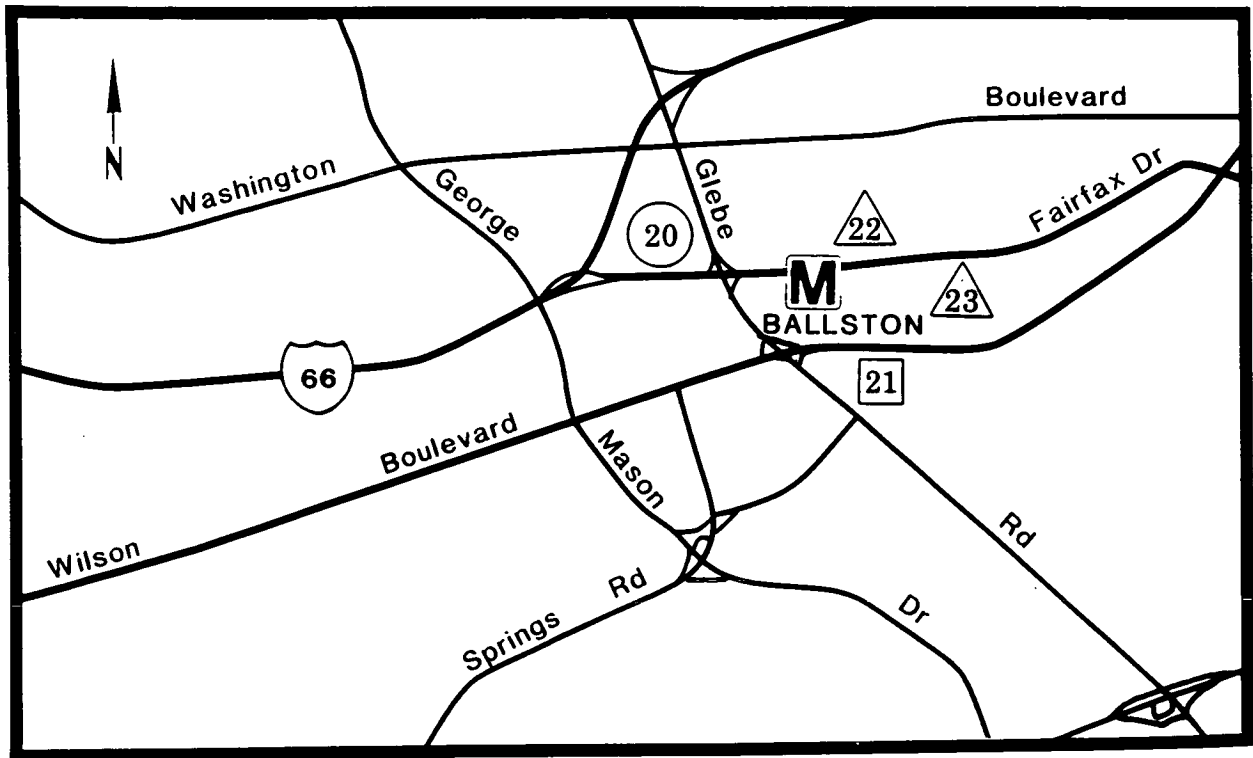 Boulevard
N
Washington
George
Glebe
Fairfax Dr
20
22
M
23
BALLSTON
66
21
Boulevard
Mason
Wilson
Rd
Rd
Springs
Dr